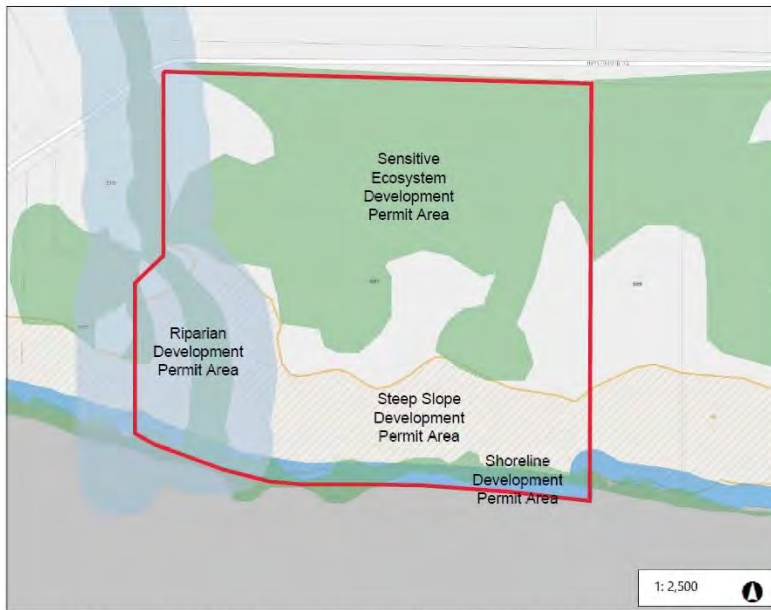 Sensitive
Ecosystem
Development
Permit Area
Riparian
Development
Permit Area
Steep Slope
Development
Permit Area
Shoreline
Development
Permit Area
1: 2,500